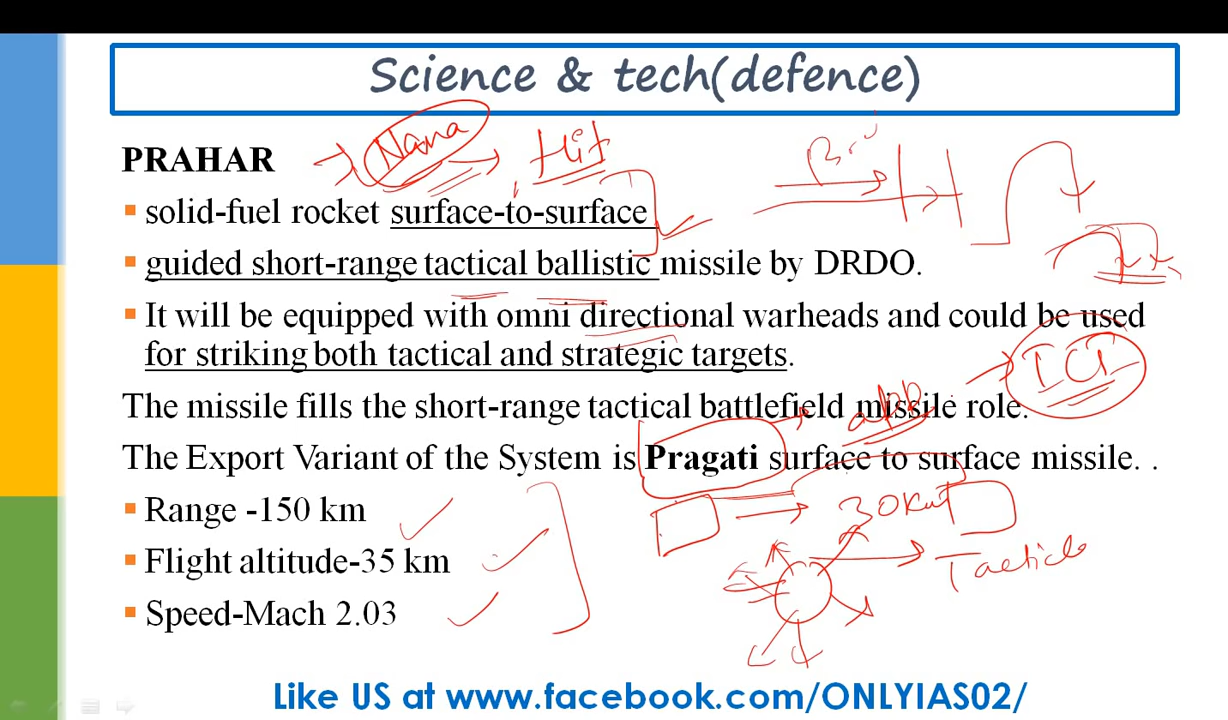 Science & tech(defence)
PRAHAR
Nana
Hit
▪ solid-fuel rocket surface-to-surface
▪ guided short-range tactical ballistic missile by DRDO.
▪ It will be equipped with omni directional warheads and could be used
for striking both tactical and strategic targets.
The missile fills the short-range tactical battlefield missile role.
The Export Variant of the System is Pragati surface to surface missile. .
▪ Range -150 km
▪ Flight altitude-35 km
▪ Speed-Mach 2.03
Like US at www.facebook.com/ONLYIAS02/